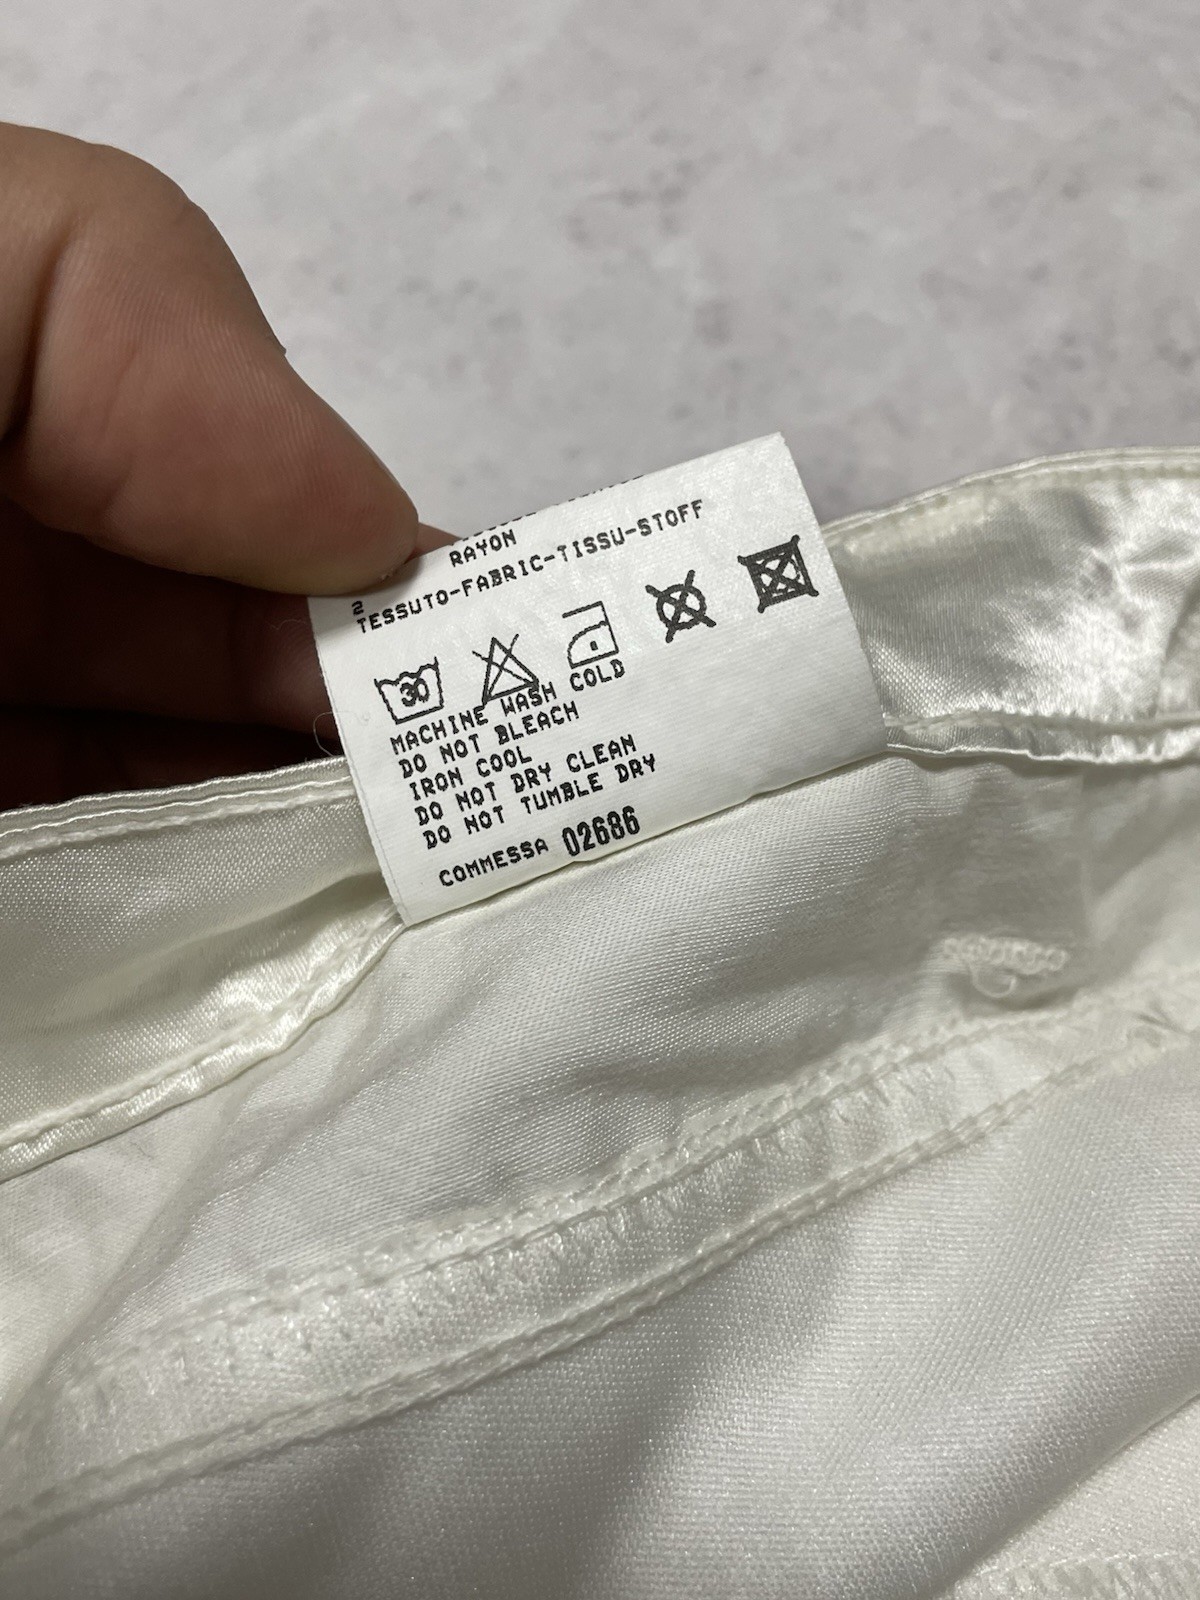 RAYON
2
TESSUTO-FABRIC-TISSU-STOFF
30
MACHINE WASH COLD
DO NOT BLEACH
IRON COOL
DO NOT DRY CLEAN
DO NOT TUMBLE DRY
COMMESSA 02686